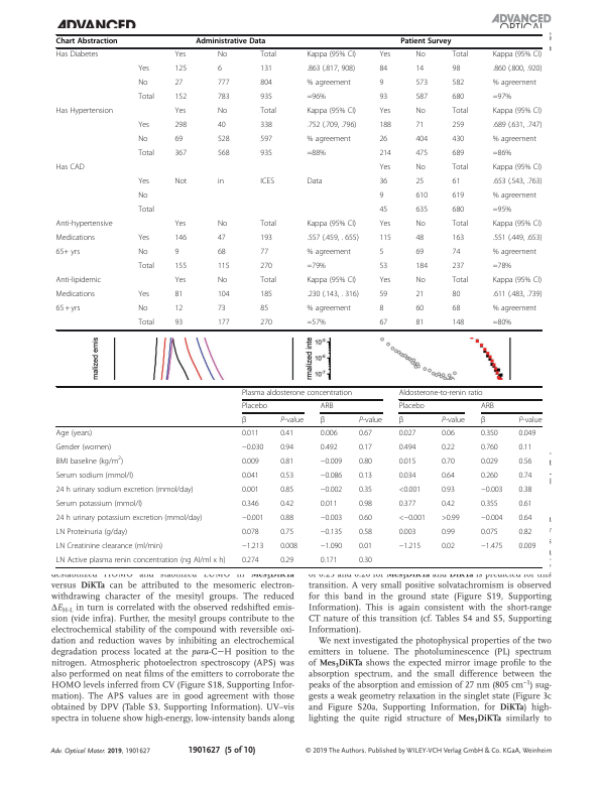 ADVANCED
ADVANCED
OPTICAL
Chart Abstraction Administrative Data Patient Survey
Has Diabetes Yes No Total Kappa (95% CI) Yes No Total Kappa (95% CI)
Yes 125 6 131 .863 (.817, 908) 84 14 98 .860 (.800, .920)
No 27 777 804 % agreement 9 573 582 % agreement
Total 152 783 935 =96% 93 587 680 =97%
Has Hypertension Yes No Total Kappa (95% CI) Yes No Total Kappa (95% CI)
Yes 298 40 338 .752 (.709, .796) 188 71 259 .689 (.631, .747)
No 69 528 597 % agreement 26 404 430 % agreement
Total 367 568 935 =88% 214 475 689 =86%
Has CAD Yes No Total Kappa (95% CI)
Yes Not in ICES Data 36 25 61 .653 (.543, .763)
No 9 610 619 % agreement
Total 45 635 680 =95%
Anti-hypertensive Yes No Total Kappa (95% CI) Yes No Total Kappa (95% CI)
Medications Yes 146 47 193 .557 (.459, . 655) 115 48 163 .551 (.449, .653)
65+ yrs No 9 68 77 % agreement 5 69 74 % agreement
Total 155 115 270 =79% 53 184 237 =78%
Anti-lipidemic Yes No Total Kappa (95% CI) Yes No Total Kappa (95% CI)
Medications Yes 81 104 185 .230 (.143, . 316) 59 21 80 .611 (.483, .739)
65 + yrs No 12 73 85 % agreement 8 60 68 % agreement
Total 93 177 270 =57% 67 81 148 =80%
rmalized emis
rmalized inte
10⁻⁵
10⁻⁶
10⁻⁷
Plasma aldosterone concentration Aldosterone-to-renin ratio
Placebo ARB Placebo ARB
β P-value β P-value β P-value β P-value
Age (years) 0.011 0.41 0.006 0.67 0.027 0.06 0.350 0.049
Gender (women) −0.030 0.94 0.492 0.17 0.494 0.22 0.760 0.11
BMI baseline (kg/m²) 0.009 0.81 −0.009 0.80 0.015 0.70 0.029 0.56
Serum sodium (mmol/l) 0.041 0.53 −0.086 0.13 0.034 0.64 0.260 0.74
24 h urinary sodium excretion (mmol/day) 0.001 0.85 −0.002 0.35 <0.001 0.93 −0.003 0.38
Serum potassium (mmol/l) 0.346 0.42 0.011 0.98 0.377 0.42 0.355 0.61
24 h urinary potassium excretion (mmol/day) −0.001 0.88 −0.003 0.60 <−0.001 >0.99 −0.004 0.64
LN Proteinuria (g/day) 0.078 0.75 −0.135 0.58 0.003 0.99 0.075 0.82
LN Creatinine clearance (ml/min) −1.213 0.008 −1.090 0.01 −1.215 0.02 −1.475 0.009
LN Active plasma renin concentration (ng AI/ml x h) 0.274 0.29 0.171 0.30
destabilized HOMO and stabilized LUMO in Mes₃DiKTa
versus DiKTa can be attributed to the mesomeric electron-
withdrawing character of the mesityl groups. The reduced
ΔE_H-L in turn is correlated with the observed redshifted emis-
sion (vide infra). Further, the mesityl groups contribute to the
electrochemical stability of the compound with reversible oxi-
dation and reduction waves by inhibiting an electrochemical
degradation process located at the para-C−H position to the
nitrogen. Atmospheric photoelectron spectroscopy (APS) was
also performed on neat films of the emitters to corroborate the
HOMO levels inferred from CV (Figure S18, Supporting Infor-
mation). The APS values are in good agreement with those
obtained by DPV (Table S3, Supporting Information). UV–vis
spectra in toluene show high-energy, low-intensity bands along
of 0.25 and 0.20 for Mes₃DiKTa and DiKTa is predicted for this
transition. A very small positive solvatochromism is observed
for this band in the ground state (Figure S19, Supporting
Information). This is again consistent with the short-range
CT nature of this transition (cf. Tables S4 and S5, Supporting
Information).
We next investigated the photophysical properties of the two
emitters in toluene. The photoluminescence (PL) spectrum
of Mes₃DiKTa shows the expected mirror image profile to the
absorption spectrum, and the small difference between the
peaks of the absorption and emission of 27 nm (805 cm⁻¹) sug-
gests a weak geometry relaxation in the singlet state (Figure 3c
and Figure S20a, Supporting Information, for DiKTa) high-
lighting the quite rigid structure of Mes₃DiKTa similarly to
Adv. Optical Mater. 2019, 1901627 1901627 (5 of 10) © 2019 The Authors. Published by WILEY-VCH Verlag GmbH & Co. KGaA, Weinheim